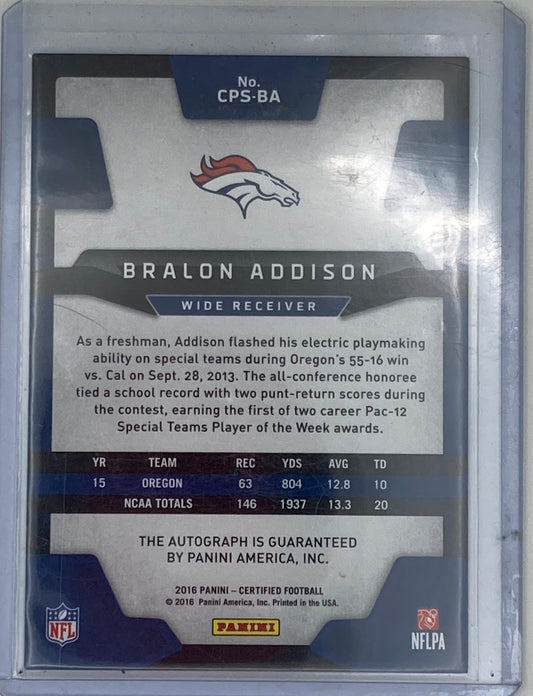 No.
CPS-BA
BRALON ADDISON
WIDE RECEIVER
As a freshman, Addison flashed his electric playmaking
ability on special teams during Oregon's 55-16 win
vs. Cal on Sept. 28, 2013. The all-conference honoree
tied a school record with two punt-return scores during
the contest, earning the first of two career Pac-12
Special Teams Player of the Week awards.
YR TEAM REC YDS AVG TD
15 OREGON 63 804 12.8 10
NCAA TOTALS 146 1937 13.3 20
THE AUTOGRAPH IS GUARANTEED
BY PANINI AMERICA, INC.
2016 PANINI – CERTIFIED FOOTBALL
© 2016 Panini America, Inc. Printed in the USA.
NFL PANINI NFLPA